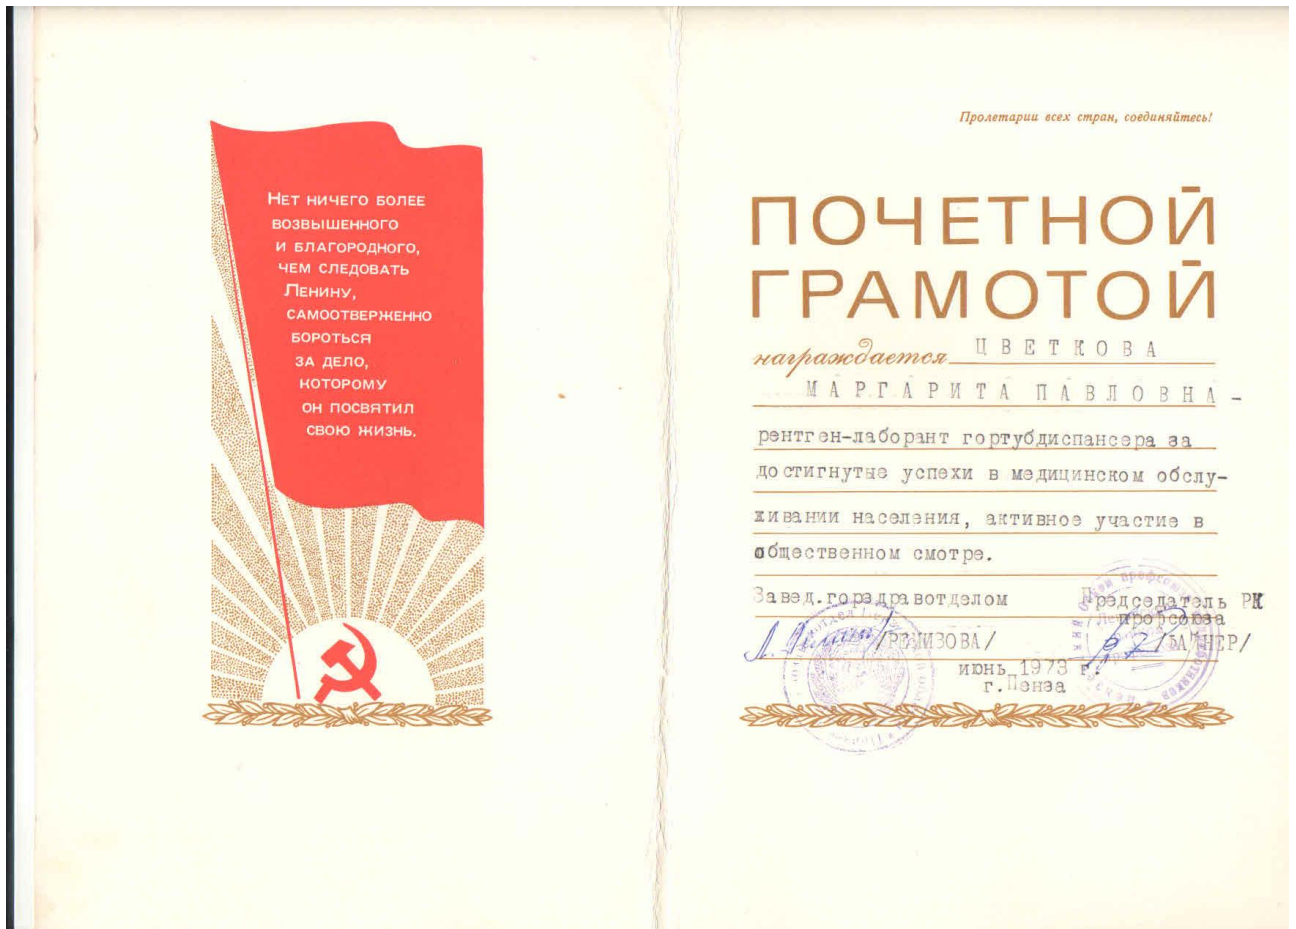 Нет ничего более
возвышенного
и благородного,
чем следовать
Ленину,
самоотверженно
бороться
за дело,
которому
он посвятил
свою жизнь.
Пролетарии всех стран, соединяйтесь!
ПОЧЕТНОЙ
ГРАМОТОЙ
награждается ЦВЕТКОВА
МАРГАРИТА ПАВЛОВНА -
рентген-лаборант гортубдиспансера за
достигнутые успехи в медицинском обслу-
живании населения, активное участие в
общественном смотре.
Завед.горздравотделом Председатель РК
профсоюза
/РЕМИЗОВА/ /ВАГНЕР/
июнь 1973 г.
г.Пенза